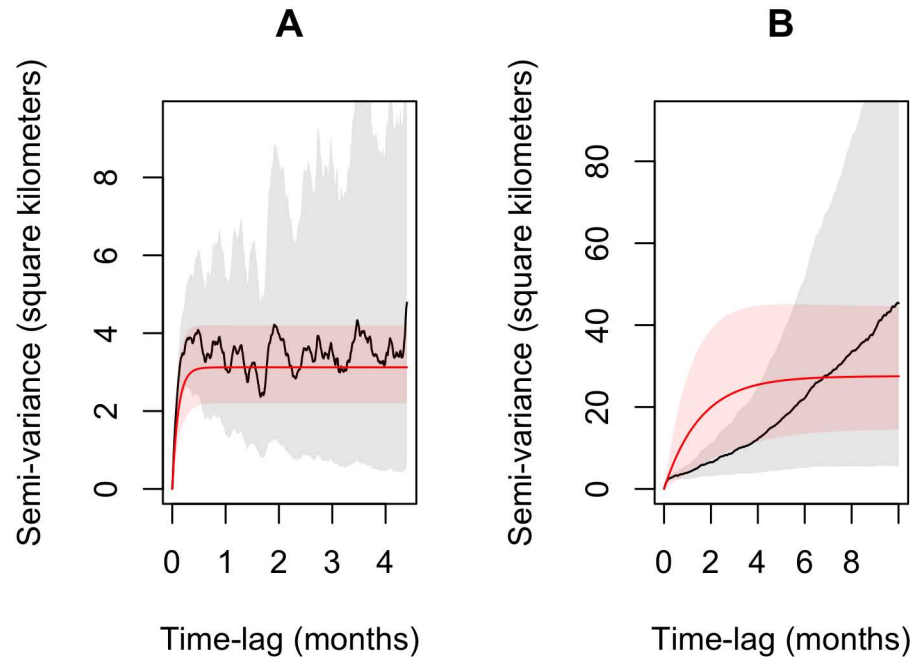 A
Semi-variance (square kilometers)
8
6
4
2
0
0 1 2 3 4
Time-lag (months)
B
Semi-variance (square kilometers)
80
60
40
20
0
0 2 4 6 8
Time-lag (months)